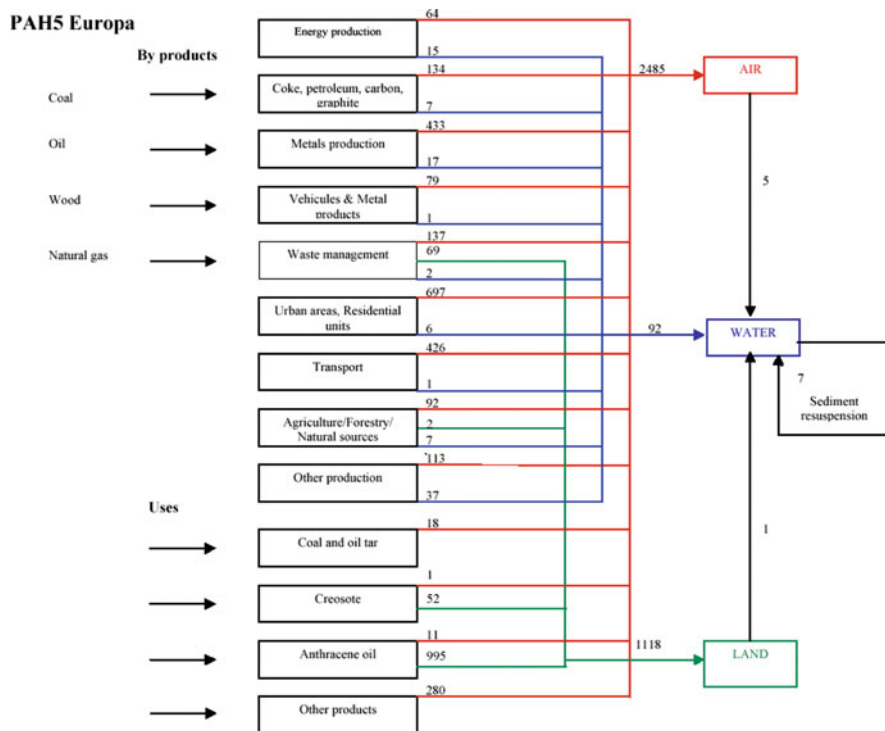 PAH5 Europa
By products
Coal
Oil
Wood
Natural gas
64
Energy production
15
134
Coke, petroleum, carbon,
graphite
7
433
Metals production
17
79
Vehicules & Metal
products
1
137
69
Waste management
2
697
Urban areas, Residential
units
6
426
Transport
1
92
Agriculture/Forestry/
Natural sources
2
7
113
Other production
37
Uses
18
Coal and oil tar
1
Creosote
52
11
Anthracene oil
995
280
Other products
2485
AIR
5
92
WATER
7
Sediment
resuspension
1
1118
LAND